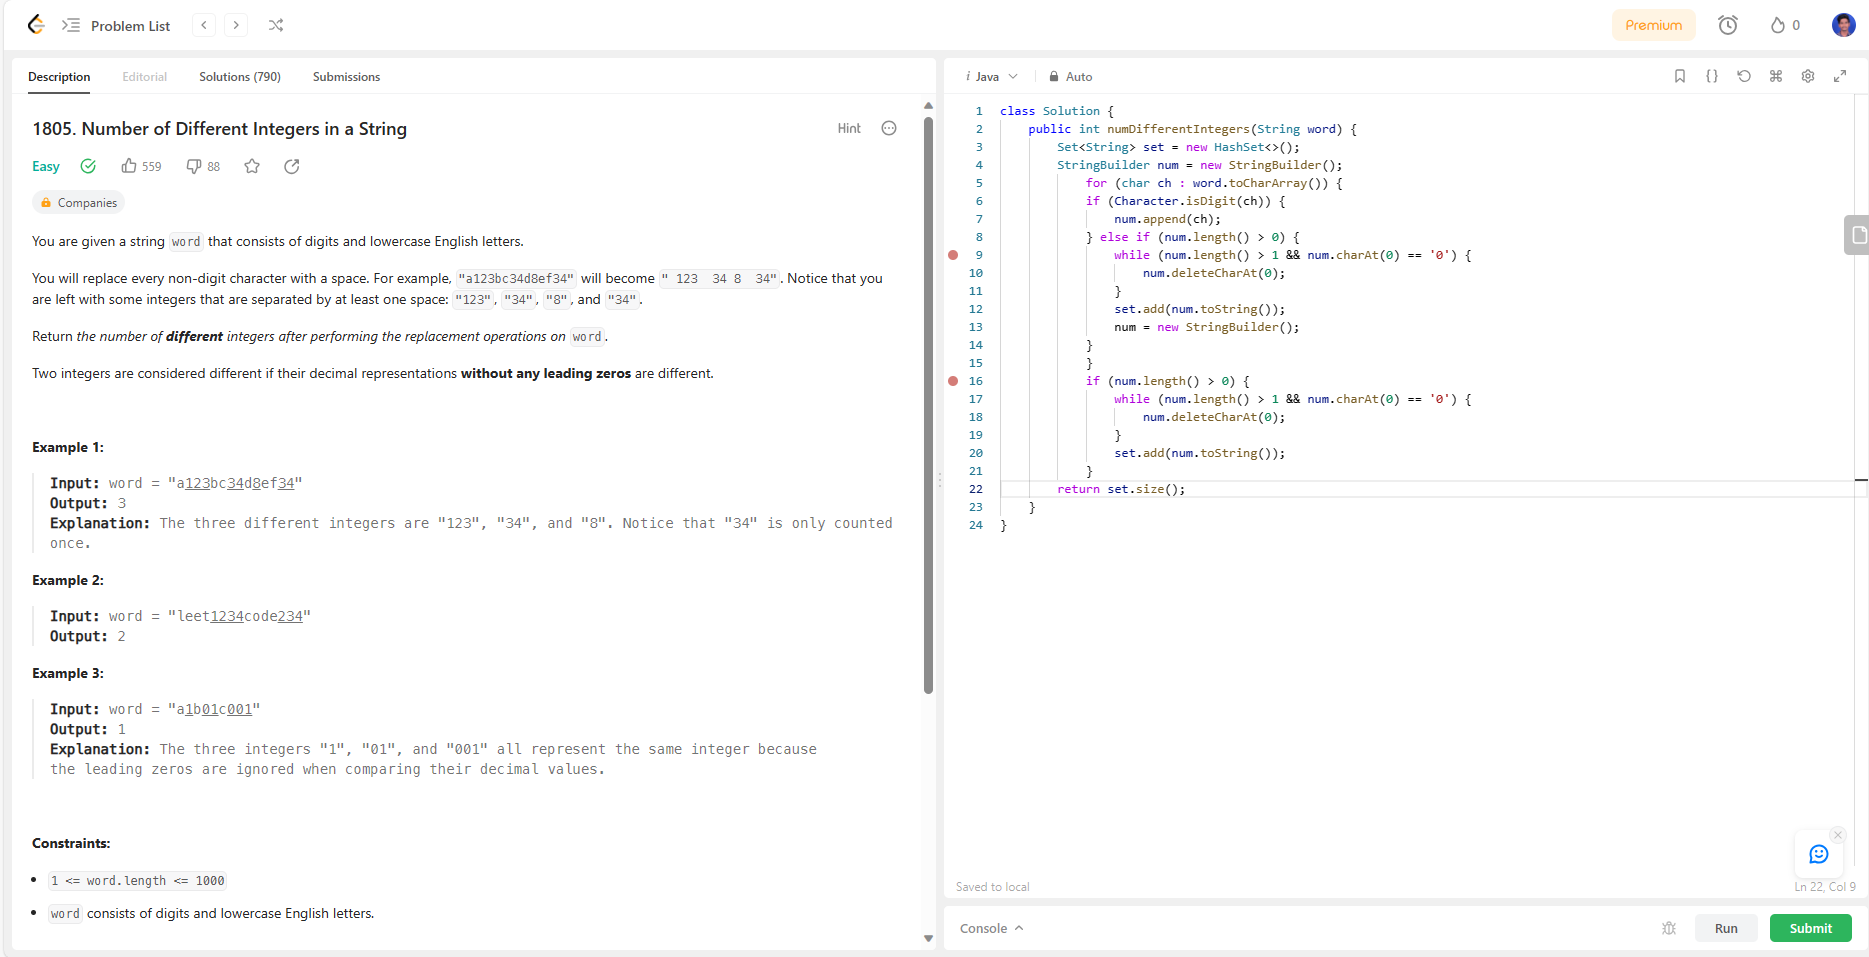 Problem List
Premium
0
Description Editorial Solutions (790) Submissions
1805. Number of Different Integers in a String
Hint
Easy 559 88
Companies
You are given a string word that consists of digits and lowercase English letters.
You will replace every non-digit character with a space. For example, "a123bc34d8ef34" will become " 123  34 8  34". Notice that you
are left with some integers that are separated by at least one space: "123", "34", "8", and "34".
Return the number of different integers after performing the replacement operations on word.
Two integers are considered different if their decimal representations without any leading zeros are different.
Example 1:
Input: word = "a123bc34d8ef34"
Output: 3
Explanation: The three different integers are "123", "34", and "8". Notice that "34" is only counted
once.
Example 2:
Input: word = "leet1234code234"
Output: 2
Example 3:
Input: word = "a1b01c001"
Output: 1
Explanation: The three integers "1", "01", and "001" all represent the same integer because
the leading zeros are ignored when comparing their decimal values.
Constraints:
• 1 <= word.length <= 1000
• word consists of digits and lowercase English letters.
i Java Auto
1 class Solution {
2     public int numDifferentIntegers(String word) {
3         Set<String> set = new HashSet<>();
4         StringBuilder num = new StringBuilder();
5             for (char ch : word.toCharArray()) {
6             if (Character.isDigit(ch)) {
7                 num.append(ch);
8             } else if (num.length() > 0) {
9                 while (num.length() > 1 && num.charAt(0) == '0') {
10                     num.deleteCharAt(0);
11                 }
12                 set.add(num.toString());
13                 num = new StringBuilder();
14             }
15             }
16             if (num.length() > 0) {
17                 while (num.length() > 1 && num.charAt(0) == '0') {
18                     num.deleteCharAt(0);
19                 }
20                 set.add(num.toString());
21             }
22         return set.size();
23     }
24 }
Saved to local
Ln 22, Col 9
Console
Run
Submit